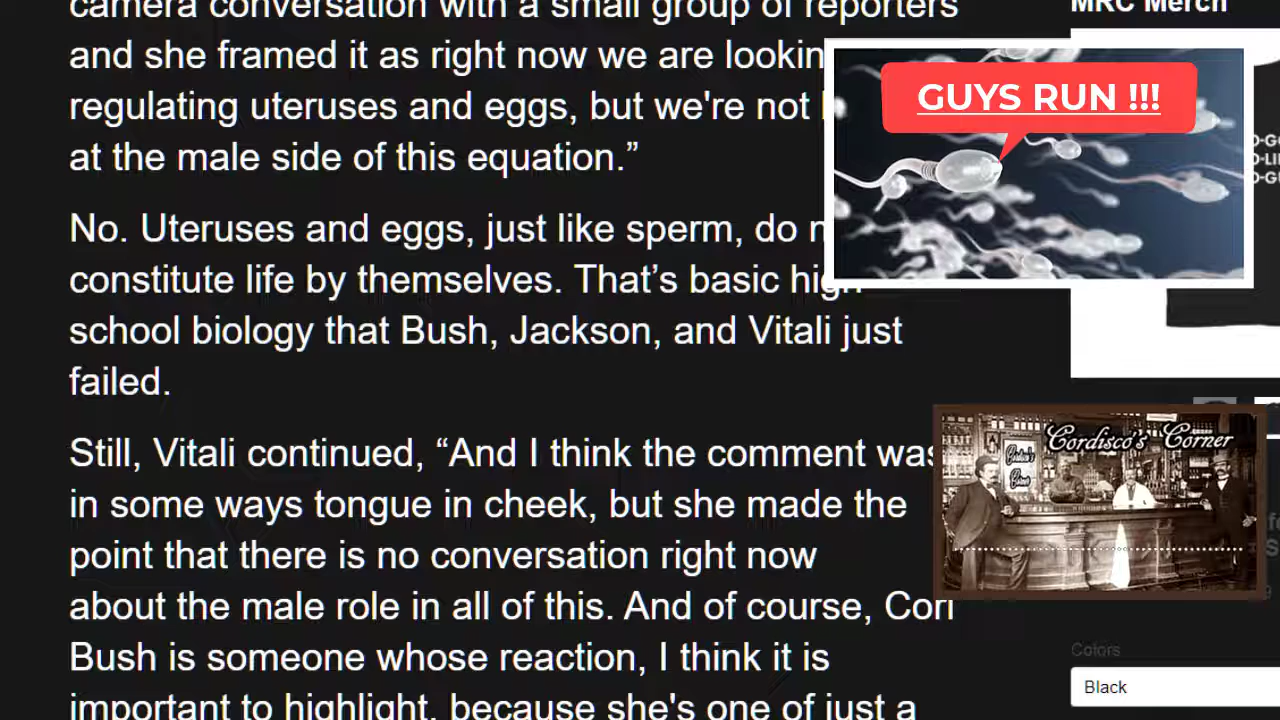 camera conversation with a small group of reporters
and she framed it as right now we are lookin
regulating uteruses and eggs, but we're not
at the male side of this equation.”
No. Uteruses and eggs, just like sperm, do n
constitute life by themselves. That’s basic high
school biology that Bush, Jackson, and Vitali just
failed.
Still, Vitali continued, “And I think the comment was
in some ways tongue in cheek, but she made the
point that there is no conversation right now
about the male role in all of this. And of course, Cori
Bush is someone whose reaction, I think it is
important to highlight, because she's one of just a
MRC Merch
GUYS RUN !!!
Cordisco's Corner
Colors
Black